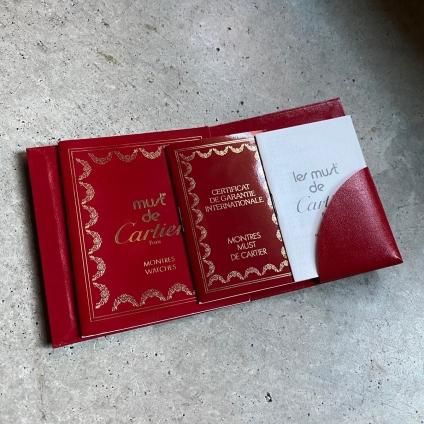 must
de
Cartier
Paris
MONTRES
WATCHES
CERTIFICAT
DE GARANTIE
INTERNATIONALE
MONTRES
MUST
DE CARTIER
les must
de
Cartier